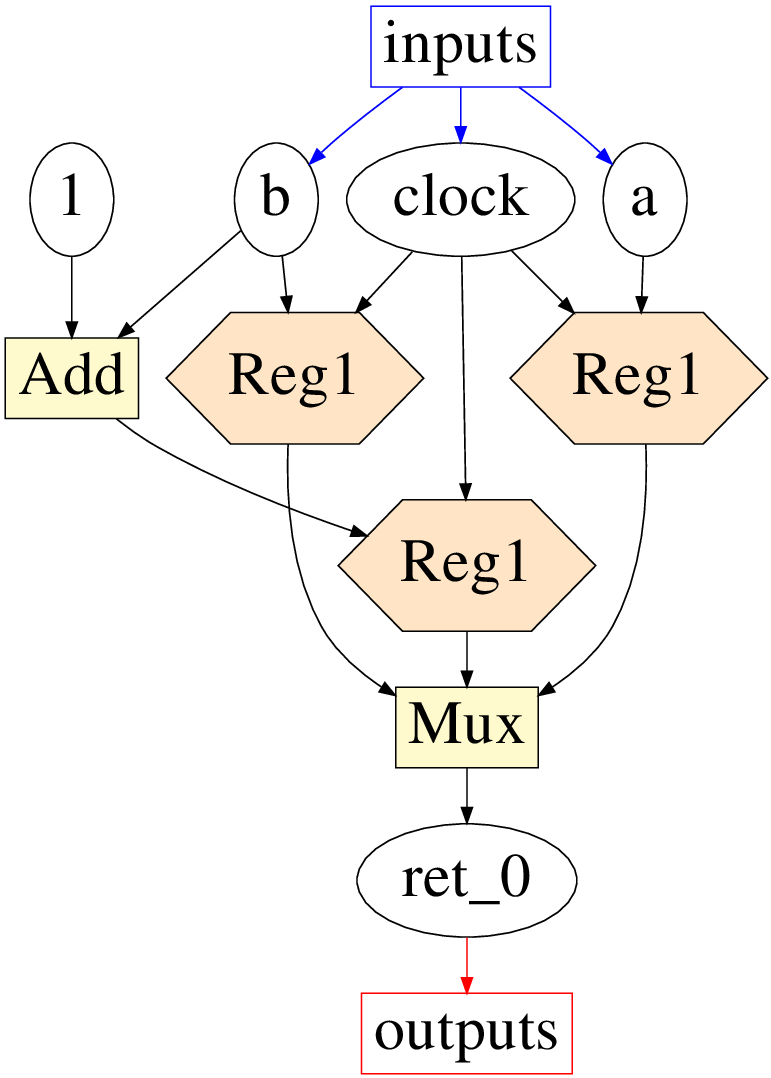 inputs
1
b
clock
a
Add
Reg1
Reg1
Reg1
Mux
ret_0
outputs